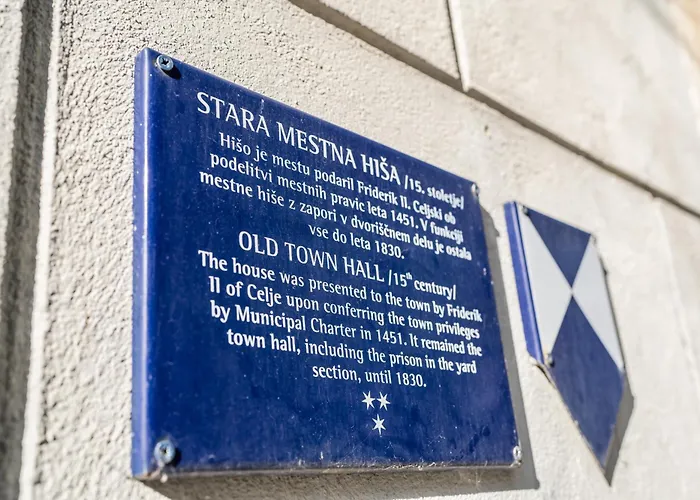 STARA MESTNA HIŠA /15. stoletje/
Hišo je mestu podaril Friderik II. Celjski ob
podelitvi mestnih pravic leta 1451. V funkciji
mestne hiše z zapori v dvoriščnem delu je ostala
vse do leta 1830.
OLD TOWN HALL /15th century/
The house was presented to the town by Friderik
II of Celje upon conferring the town privileges
by Municipal Charter in 1451. It remained the
town hall, including the prison in the yard
section, until 1830.